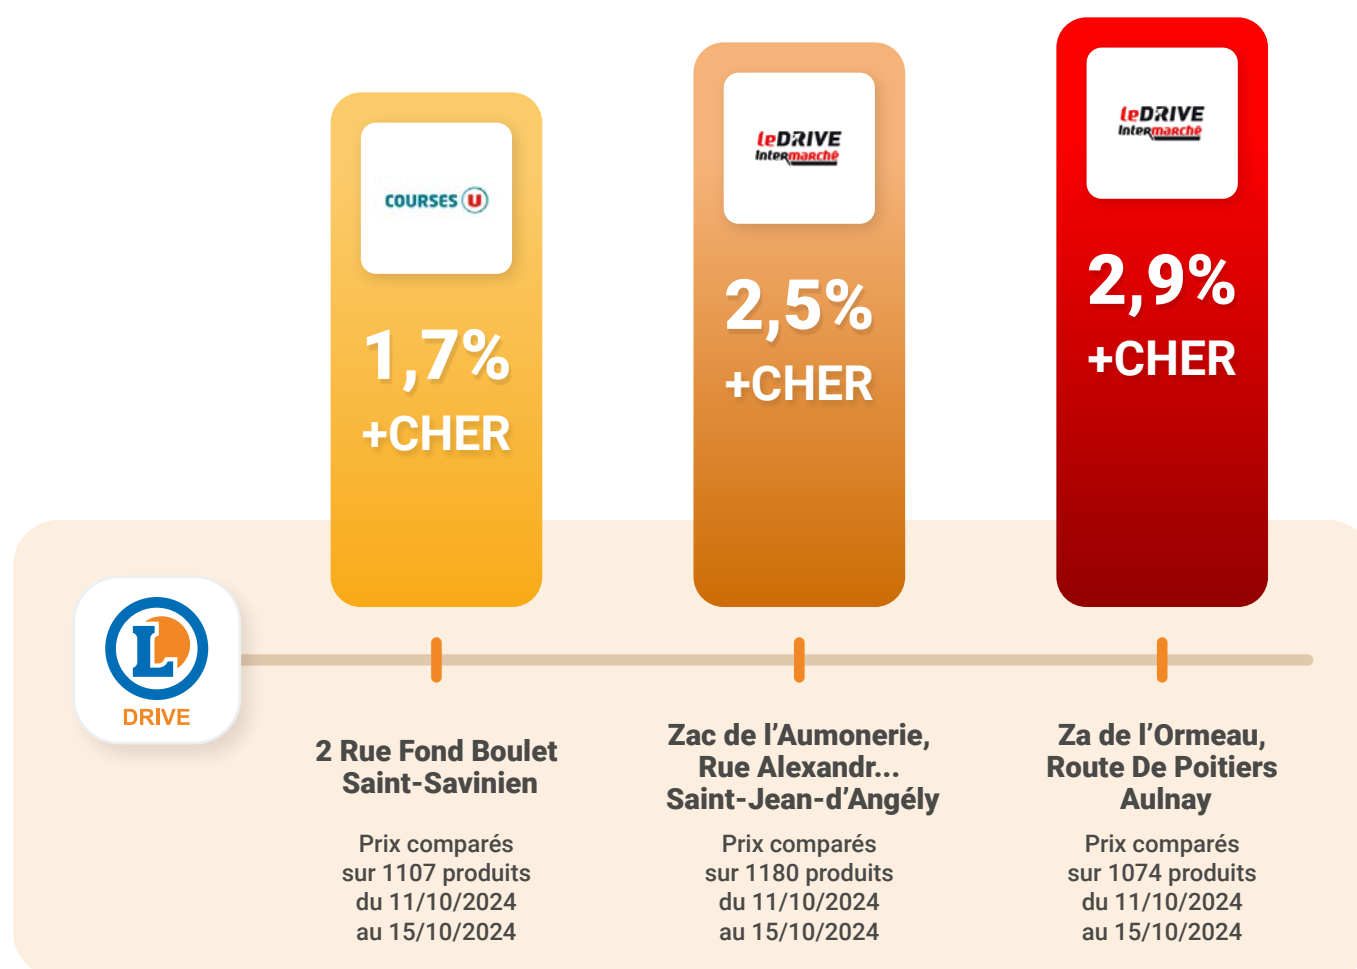 COURSES U
1,7%
+CHER
leDRIVE
Intermarché
2,5%
+CHER
leDRIVE
Intermarché
2,9%
+CHER
L
DRIVE
2 Rue Fond Boulet
Saint-Savinien
Prix comparés
sur 1107 produits
du 11/10/2024
au 15/10/2024
Zac de l’Aumonerie,
Rue Alexandr...
Saint-Jean-d’Angély
Prix comparés
sur 1180 produits
du 11/10/2024
au 15/10/2024
Za de l’Ormeau,
Route De Poitiers
Aulnay
Prix comparés
sur 1074 produits
du 11/10/2024
au 15/10/2024